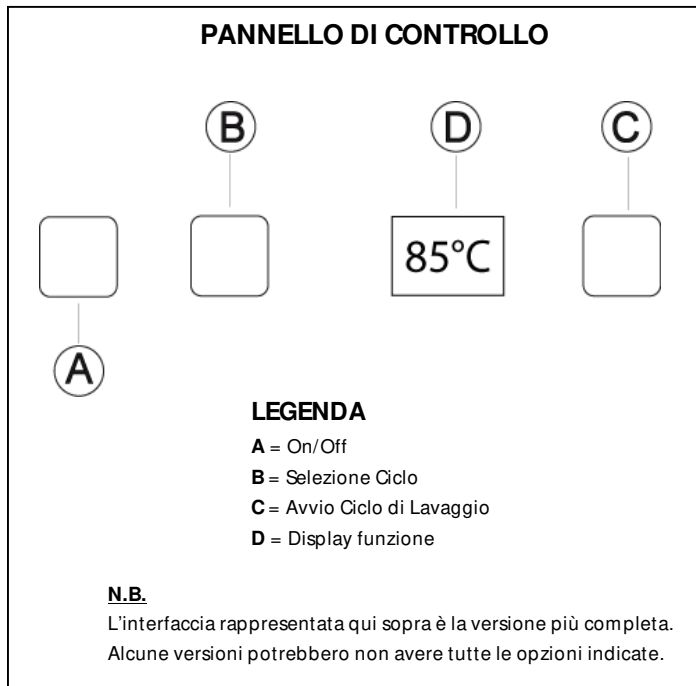 PANNELLO DI CONTROLLO
B
D
C
85°C
A
LEGENDA
A = On/Off
B = Selezione Ciclo
C = Avvio Ciclo di Lavaggio
D = Display funzione
N.B.
L'interfaccia rappresentata qui sopra è la versione più completa.
Alcune versioni potrebbero non avere tutte le opzioni indicate.